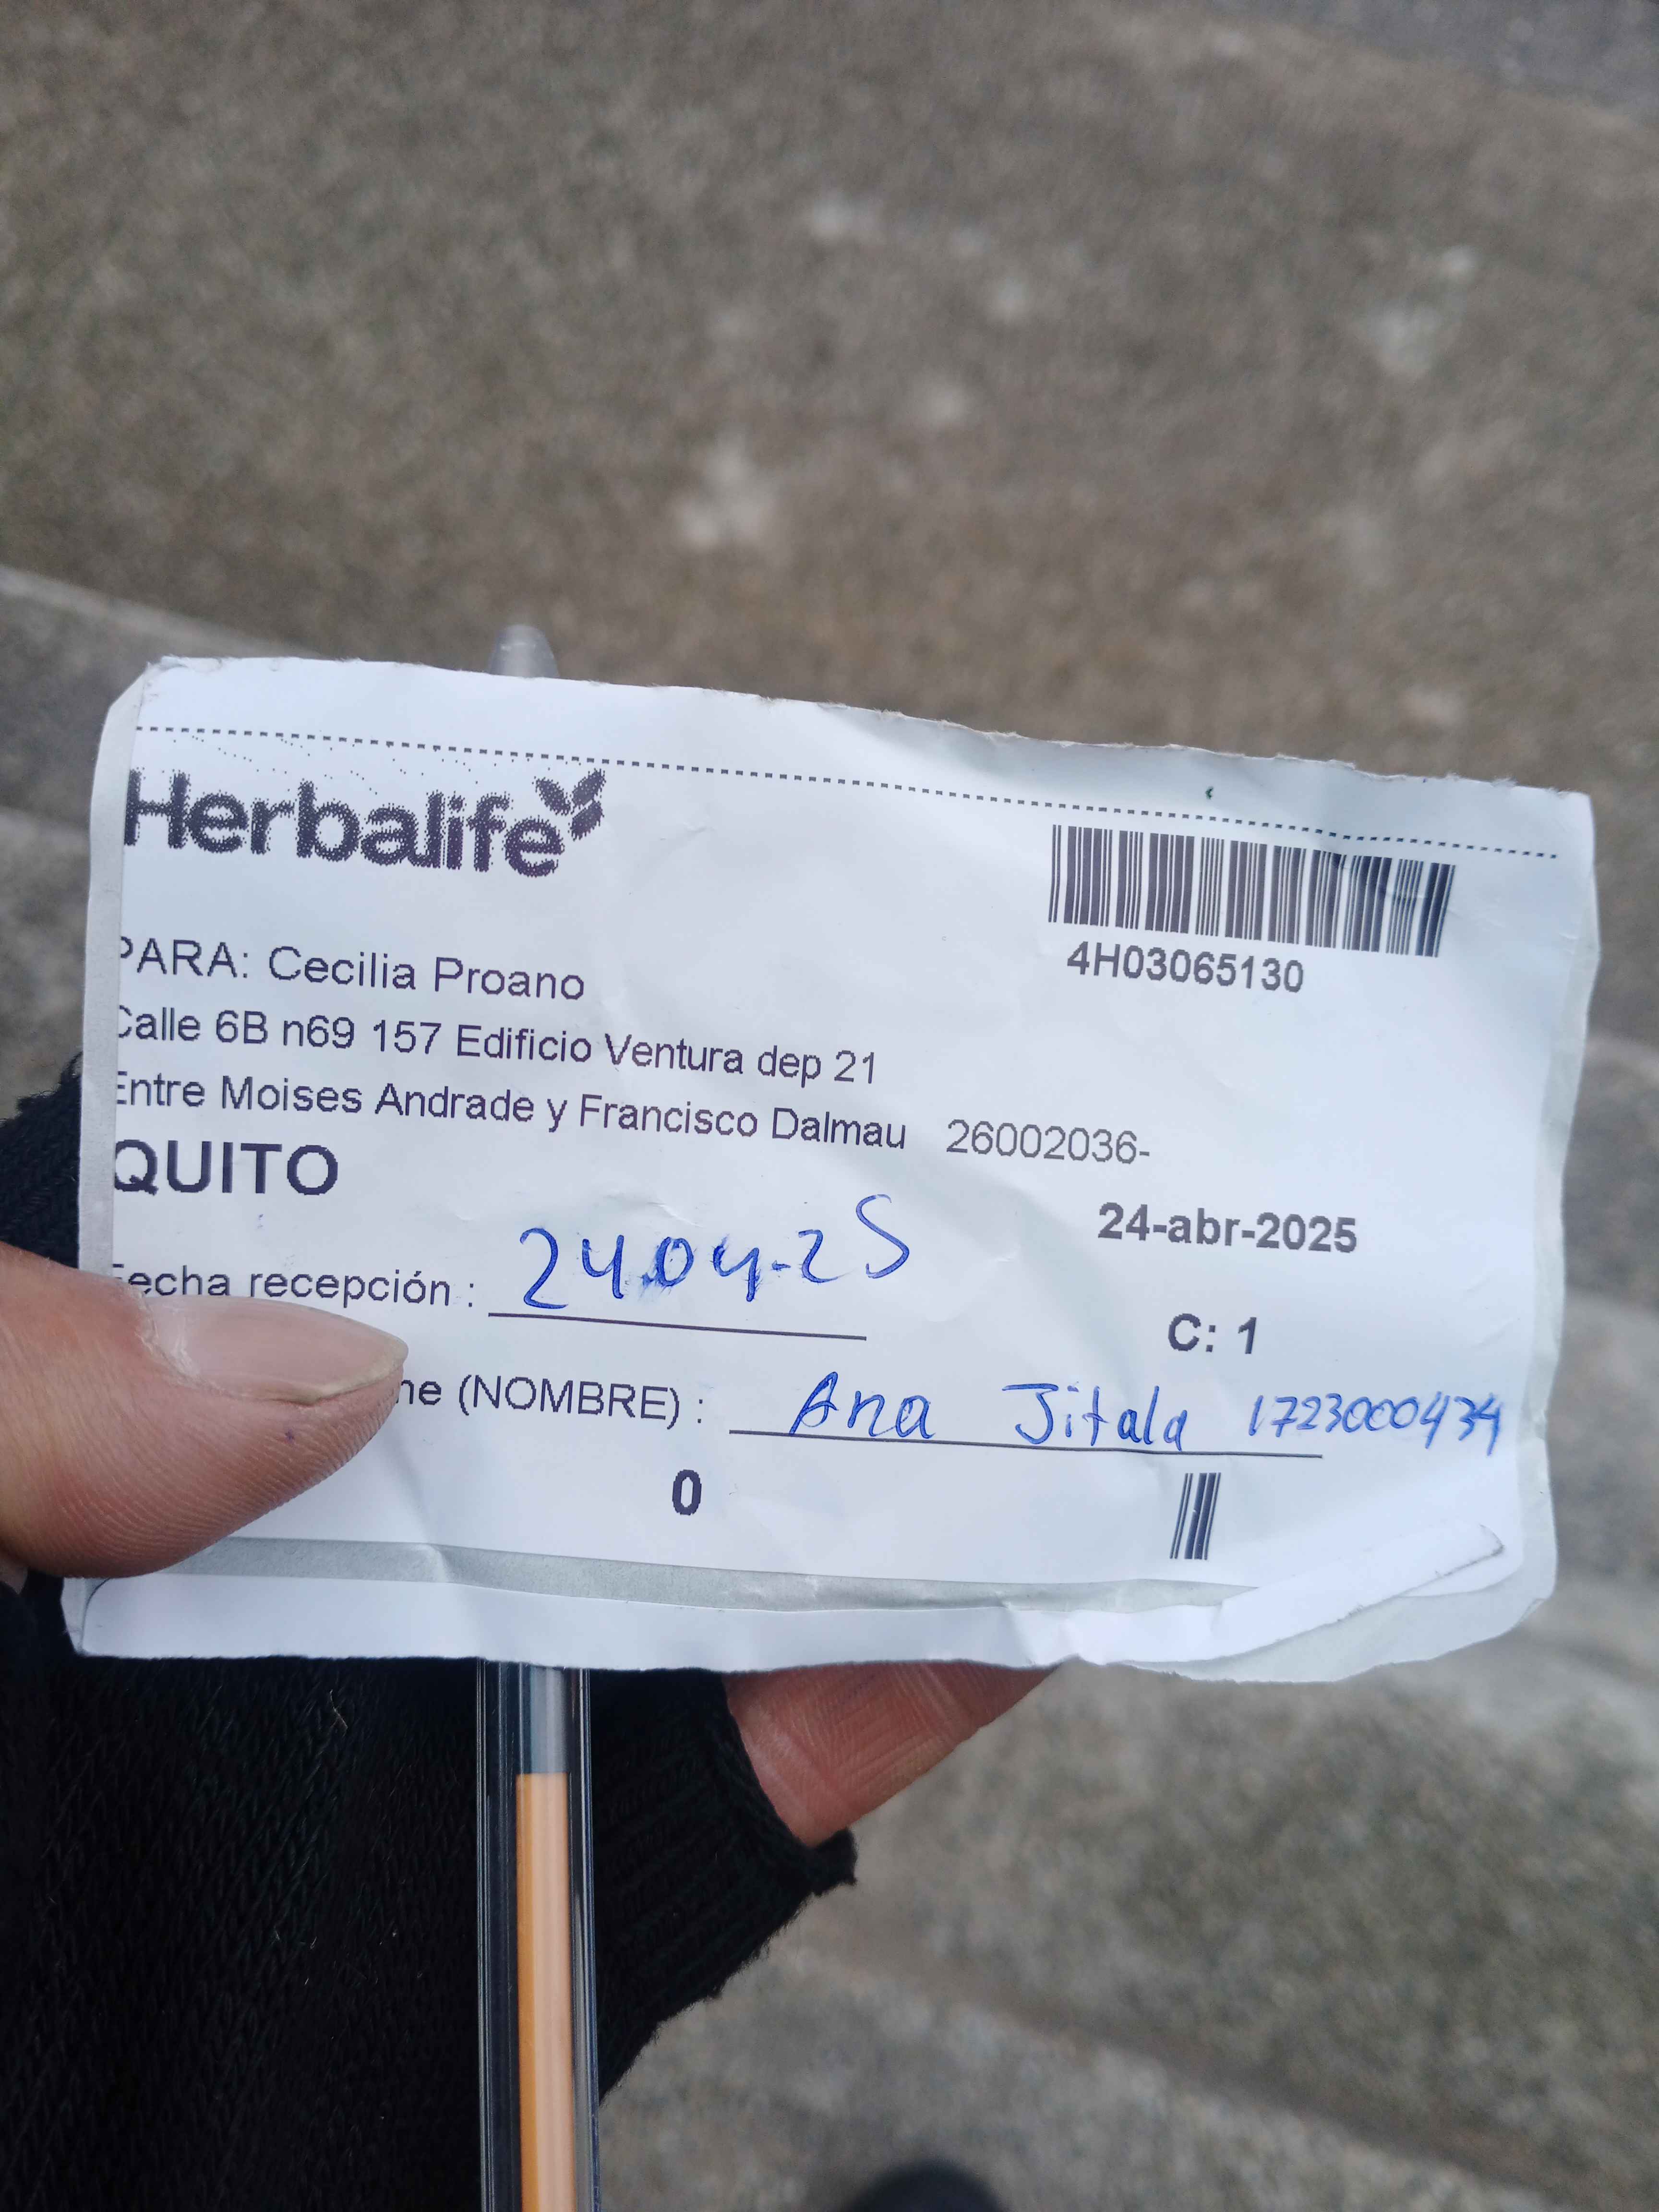 Herbalife
4H03065130
PARA: Cecilia Proano
Calle 6B n69 157 Edificio Ventura dep 21
Entre Moises Andrade y Francisco Dalmau 26002036-
QUITO
24-abr-2025
Fecha recepción : 24.04-25
C: 1
(NOMBRE) : Ana Jitala 1723000434
0